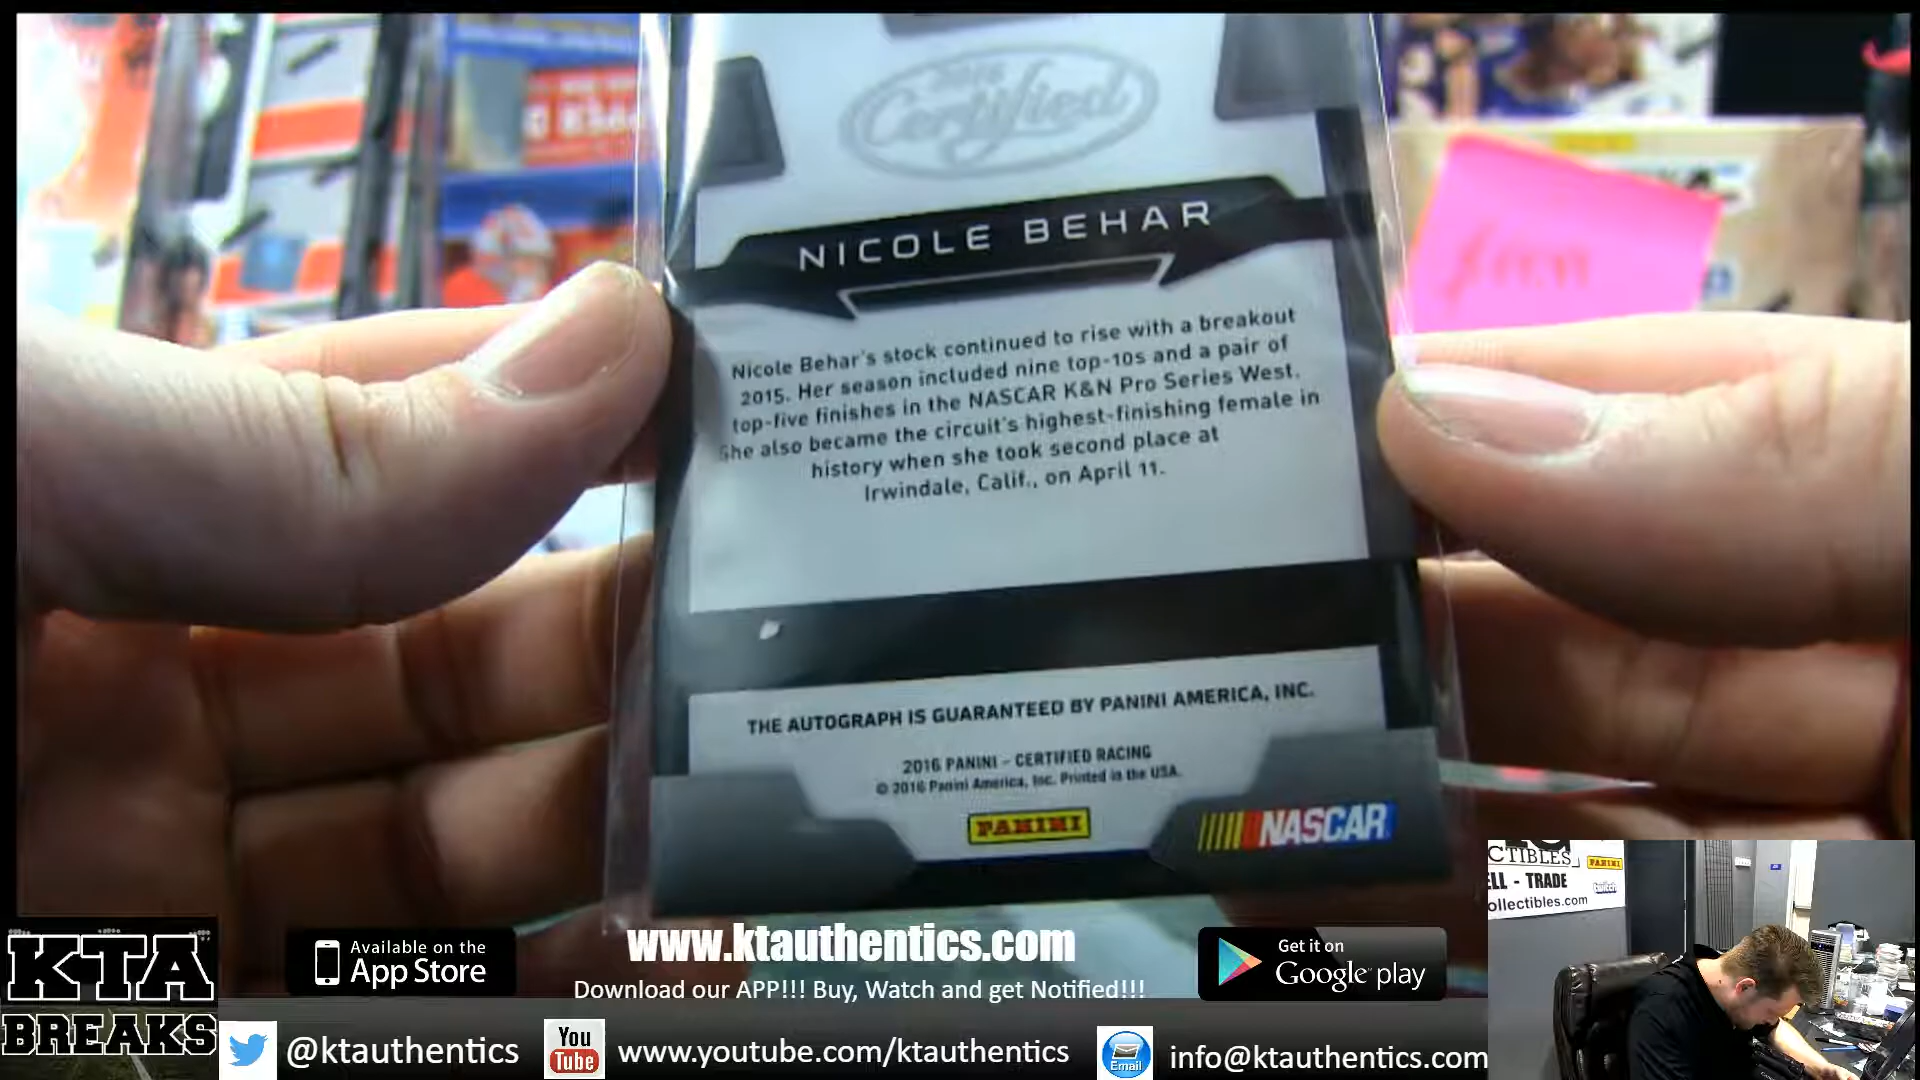 2016
Certified
NICOLE BEHAR
Nicole Behar's stock continued to rise with a breakout
2015. Her season included nine top-10s and a pair of
top-five finishes in the NASCAR K&N Pro Series West.
She also became the circuit's highest-finishing female in
history when she took second place at
Irwindale, Calif., on April 11.
THE AUTOGRAPH IS GUARANTEED BY PANINI AMERICA, INC.
2016 PANINI - CERTIFIED RACING
© 2016 Panini America, Inc. Printed in the USA.
PANINI
NASCAR
CTIBLES
PANINI
ELL - TRADE
twitch
ollectibles.com
KTA
BREAKS
Available on the
App Store
www.ktauthentics.com
Download our APP!!! Buy, Watch and get Notified!!!
Get it on
Google play
@ktauthentics
You
Tube
www.youtube.com/ktauthentics
Email
info@ktauthentics.com